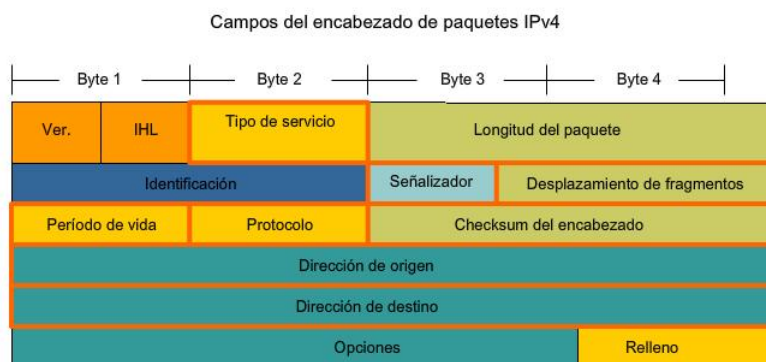 Campos del encabezado de paquetes IPv4
Byte 1 Byte 2 Byte 3 Byte 4
Ver. IHL Tipo de servicio Longitud del paquete
Identificación Señalizador Desplazamiento de fragmentos
Período de vida Protocolo Checksum del encabezado
Dirección de origen
Dirección de destino
Opciones Relleno